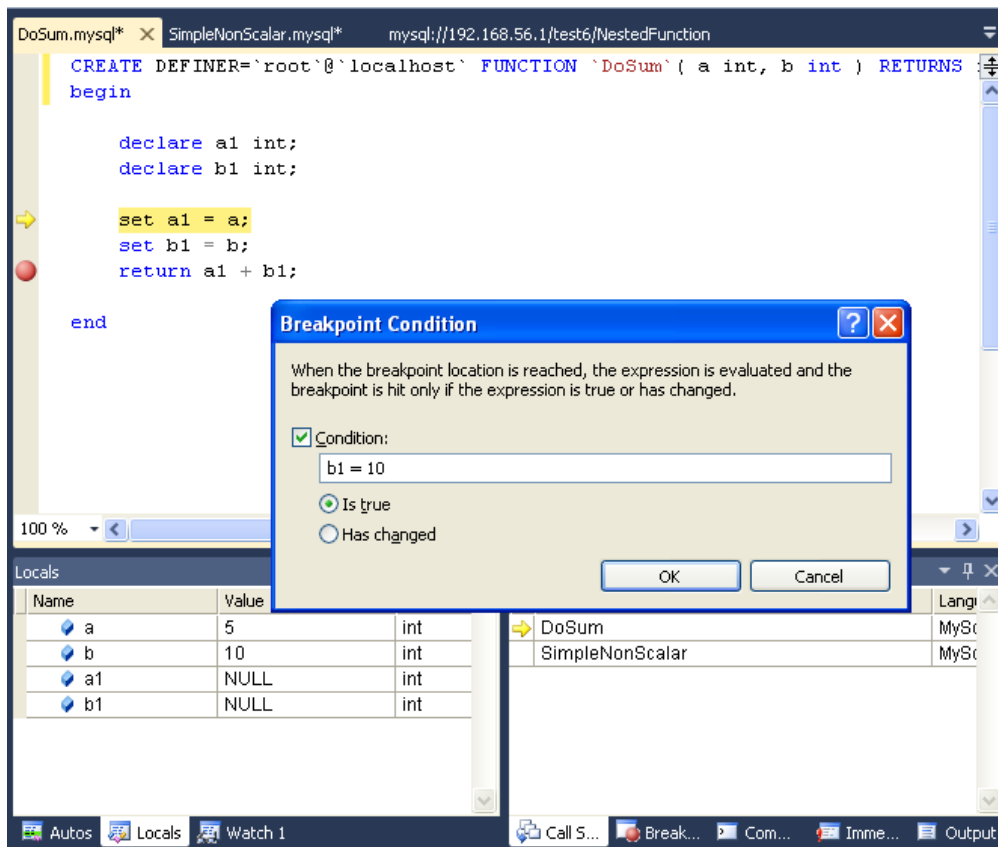 DoSum.mysql* SimpleNonScalar.mysql* mysql://192.168.56.1/test6/NestedFunction
CREATE DEFINER=`root`@`localhost` FUNCTION `DoSum`( a int, b int ) RETURNS
begin
declare a1 int;
declare b1 int;
set a1 = a;
set b1 = b;
return a1 + b1;
end
Breakpoint Condition
When the breakpoint location is reached, the expression is evaluated and the
breakpoint is hit only if the expression is true or has changed.
Condition:
b1 = 10
Is true
Has changed
OK Cancel
100 %
Locals
Name Value
a 5 int
b 10 int
a1 NULL int
b1 NULL int
Langu
DoSum MySQ
SimpleNonScalar MySQ
Autos Locals Watch 1
Call S... Break... Com... Imme... Output